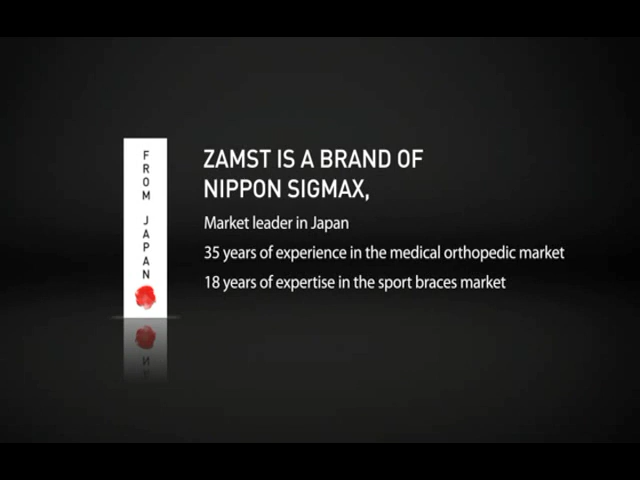 FROM JAPAN
ZAMST IS A BRAND OF
NIPPON SIGMAX,
Market leader in Japan
35 years of experience in the medical orthopedic market
18 years of expertise in the sport braces market